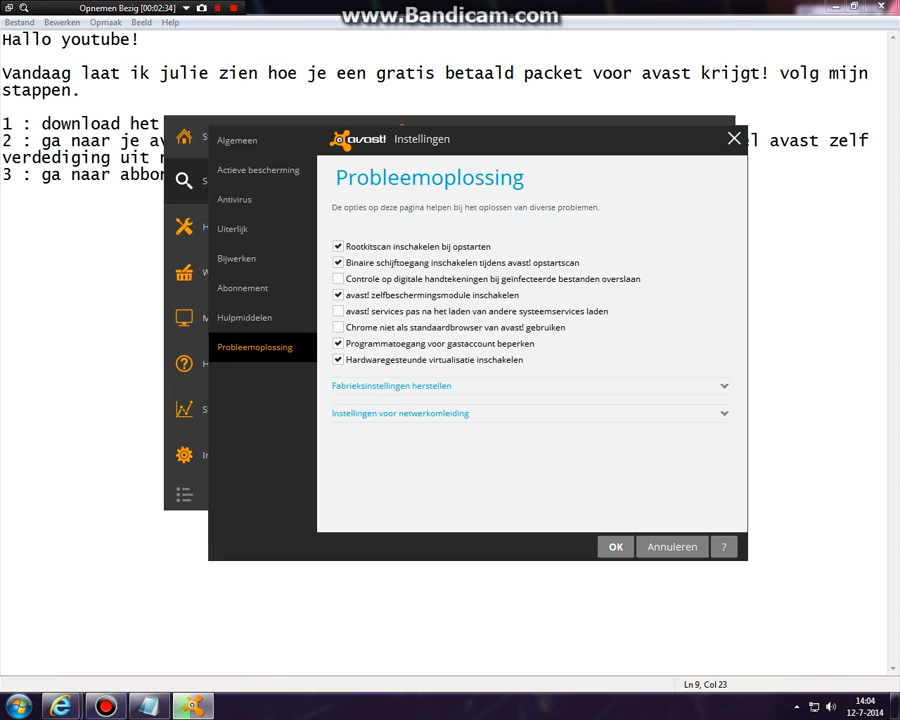 Opnemen Bezig [00:02:34]
www.Bandicam.com
Bestand Bewerken Opmaak Beeld Help
Hallo youtube!
Vandaag laat ik julie zien hoe je een gratis betaald packet voor avast krijgt! volg mijn
stappen.
1 : download het
2 : ga naar je av
l avast zelf
verdediging uit
3 : ga naar abbon
Algemeen
Actieve bescherming
Antivirus
Uiterlijk
Bijwerken
Abonnement
Hulpmiddelen
Probleemoplossing
avast! Instellingen
Probleemoplossing
De opties op deze pagina helpen bij het oplossen van diverse problemen.
Rootkitscan inschakelen bij opstarten
Binaire schijftoegang inschakelen tijdens avast! opstartscan
Controle op digitale handtekeningen bij geïnfecteerde bestanden overslaan
avast! zelfbeschermingsmodule inschakelen
avast! services pas na het laden van andere systeemservices laden
Chrome niet als standaardbrowser van avast! gebruiken
Programmatoegang voor gastaccount beperken
Hardwaregesteunde virtualisatie inschakelen
Fabrieksinstellingen herstellen
Instellingen voor netwerkomleiding
OK Annuleren ?
Ln 9, Col 23
14:04
12-7-2014